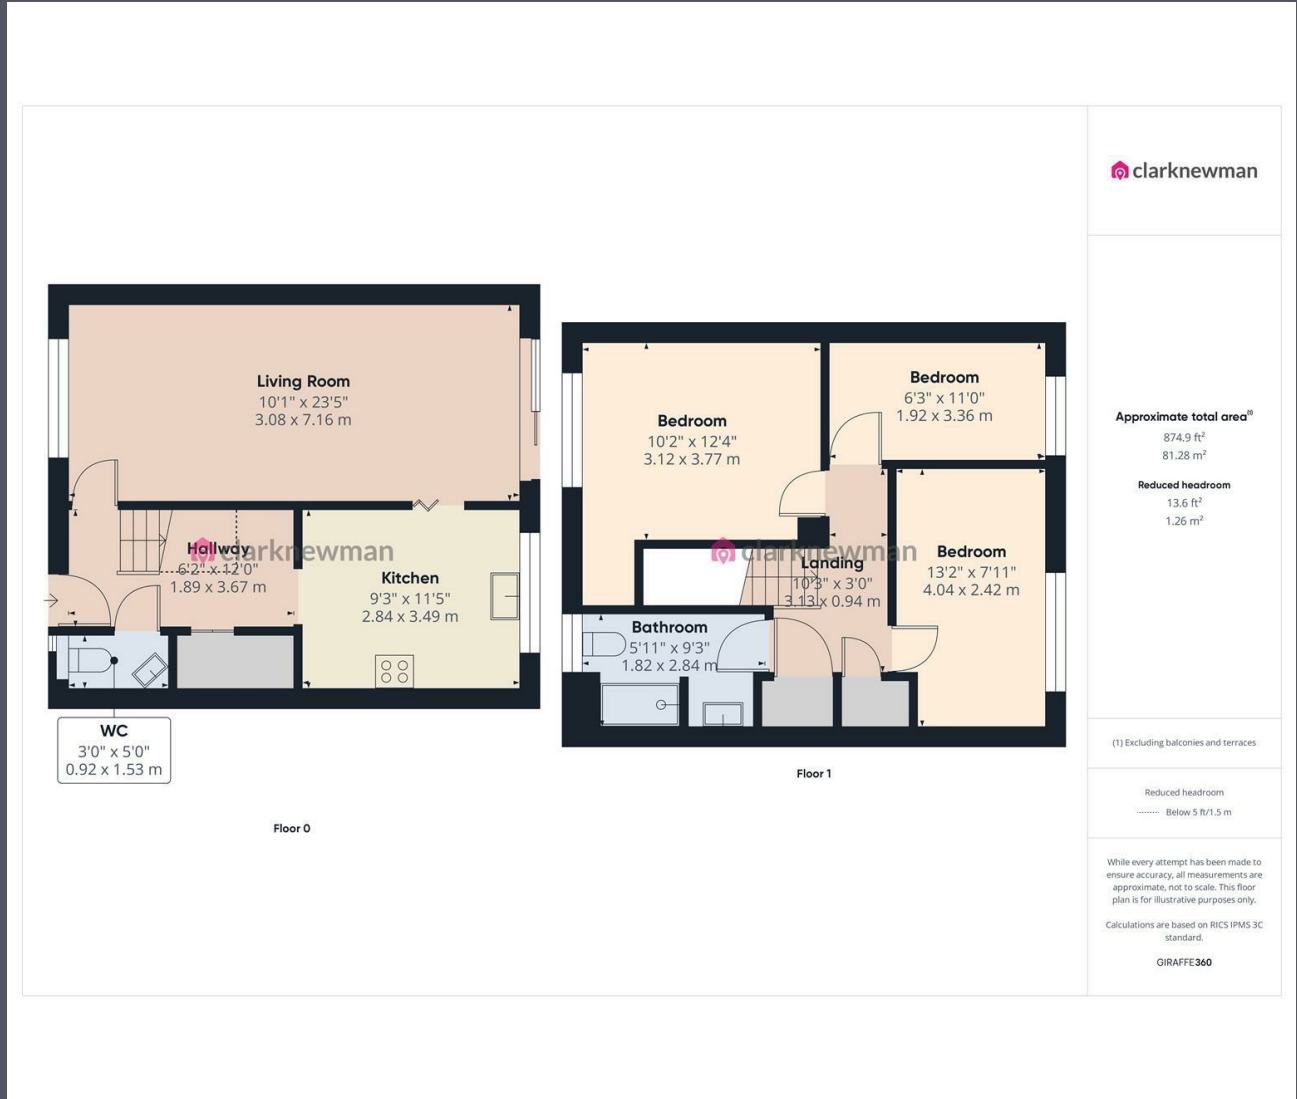 Living Room
10'1" x 23'5"
3.08 x 7.16 m
Hallway
6'2" x 12'0"
1.89 x 3.67 m
clarknewman
Kitchen
9'3" x 11'5"
2.84 x 3.49 m
WC
3'0" x 5'0"
0.92 x 1.53 m
Floor 0
Bedroom
10'2" x 12'4"
3.12 x 3.77 m
Bedroom
6'3" x 11'0"
1.92 x 3.36 m
clarknewman
Landing
10'3" x 3'0"
3.13 x 0.94 m
Bedroom
13'2" x 7'11"
4.04 x 2.42 m
Bathroom
5'11" x 9'3"
1.82 x 2.84 m
Floor 1
clarknewman
Approximate total area(1)
874.9 ft²
81.28 m²
Reduced headroom
13.6 ft²
1.26 m²
(1) Excluding balconies and terraces
Reduced headroom
Below 5 ft/1.5 m
While every attempt has been made to
ensure accuracy, all measurements are
approximate, not to scale. This floor
plan is for illustrative purposes only.
Calculations are based on RICS IPMS 3C
standard.
GIRAFFE360